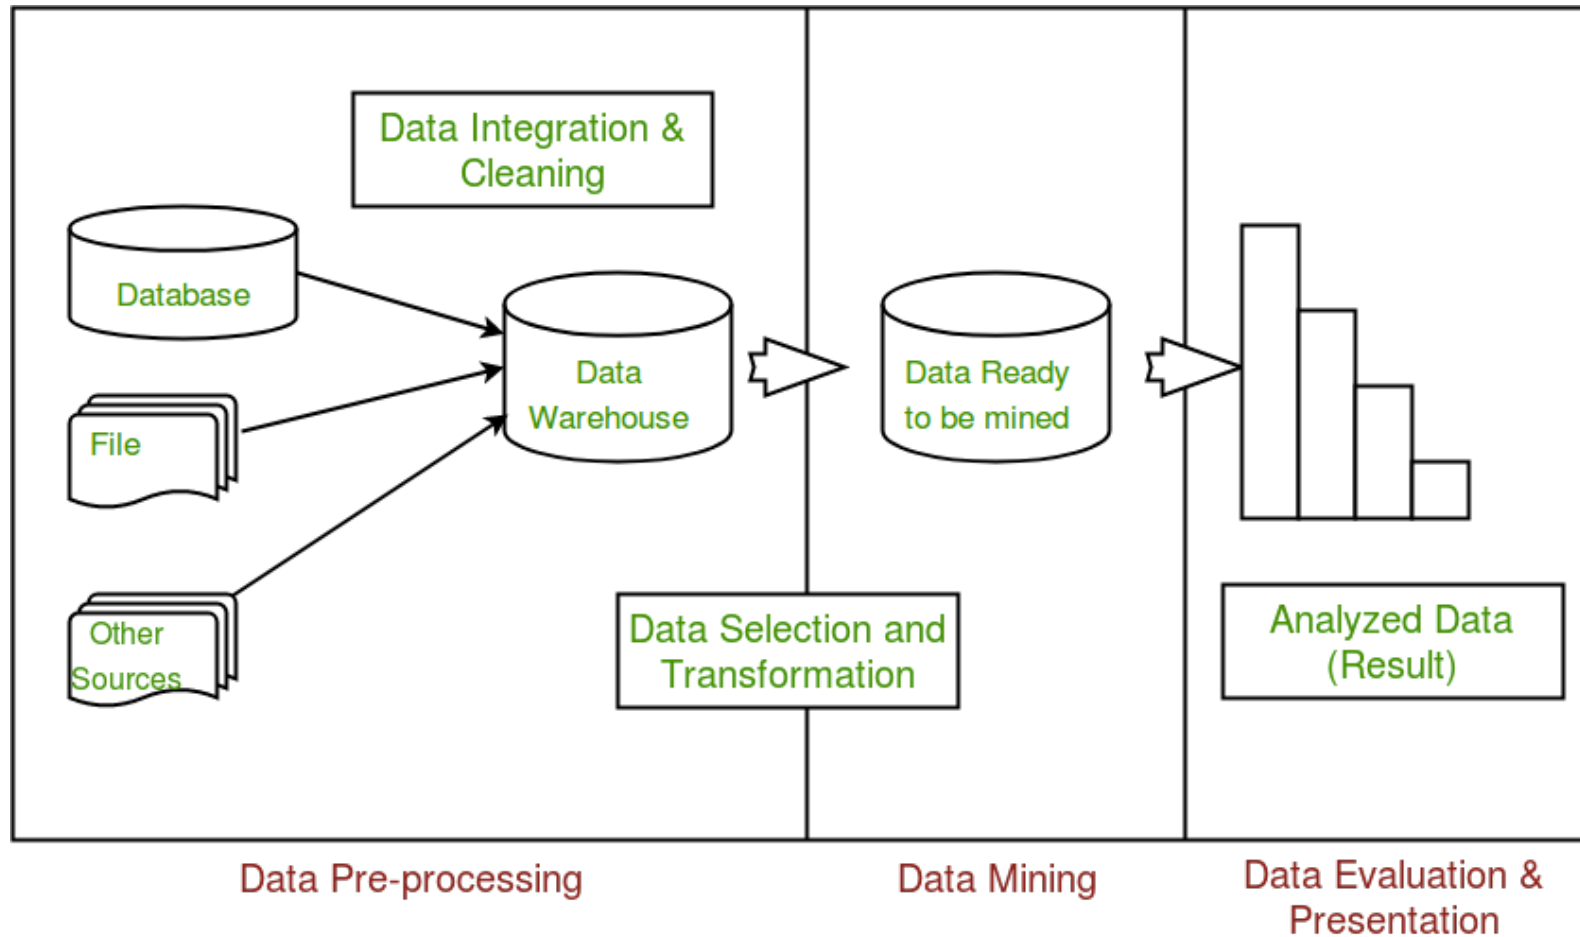 Data Integration &
Cleaning
Database
Data
Warehouse
Data Ready
to be mined
File
Other
Sources
Data Selection and
Transformation
Analyzed Data
(Result)
Data Pre-processing
Data Mining
Data Evaluation &
Presentation